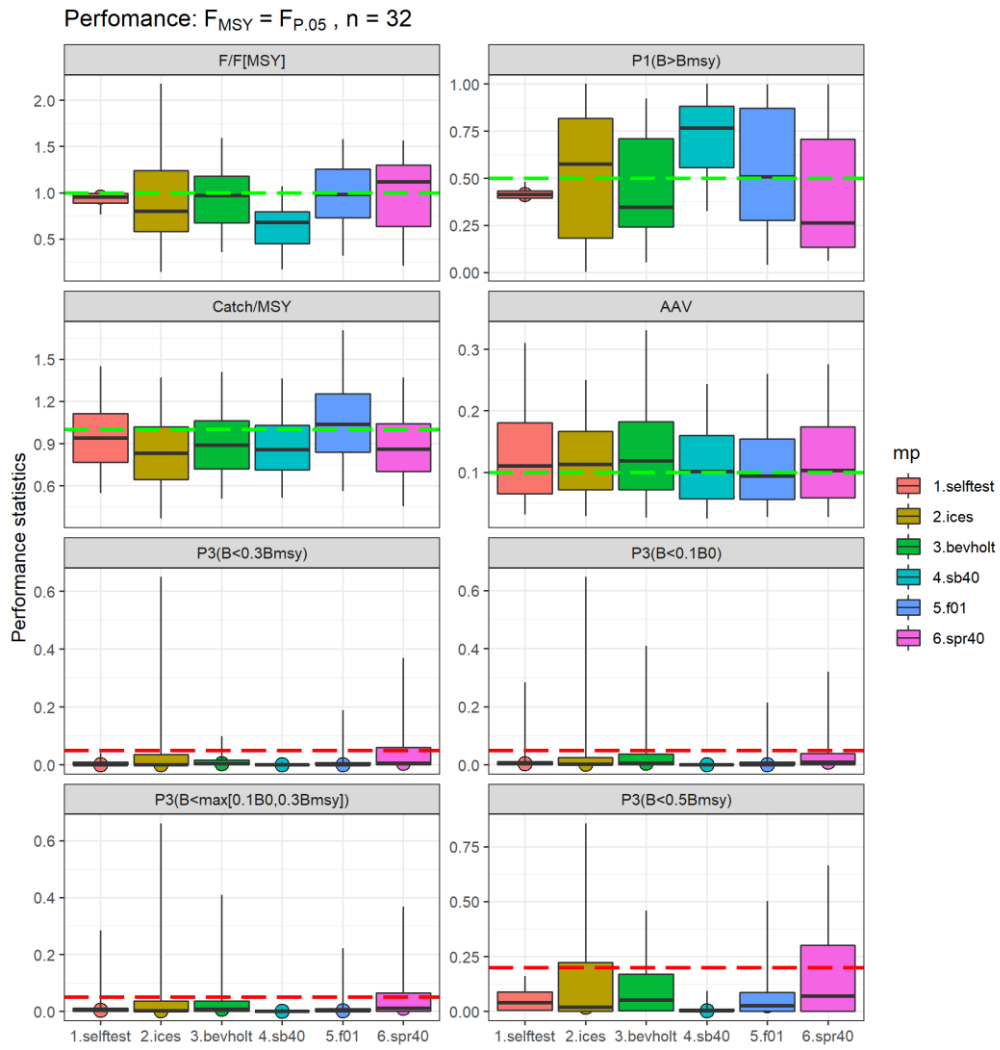 Perfomance: FMSY = FP.05 , n = 32
F/F[MSY]
P1(B>Bmsy)
2.0
1.5
1.0
0.5
1.00
0.75
0.50
0.25
0.00
Catch/MSY
AAV
1.5
1.2
0.9
0.6
0.3
0.2
0.1
P3(B<0.3Bmsy)
P3(B<0.1B0)
0.6
0.4
0.2
0.0
0.6
0.4
0.2
0.0
P3(B<max[0.1B0,0.3Bmsy])
P3(B<0.5Bmsy)
0.6
0.4
0.2
0.0
0.75
0.50
0.25
0.00
1.selftest 2.ices 3.bevholt 4.sb40 5.f01 6.spr40
1.selftest 2.ices 3.bevholt 4.sb40 5.f01 6.spr40
Performance statistics
mp
1.selftest
2.ices
3.bevholt
4.sb40
5.f01
6.spr40